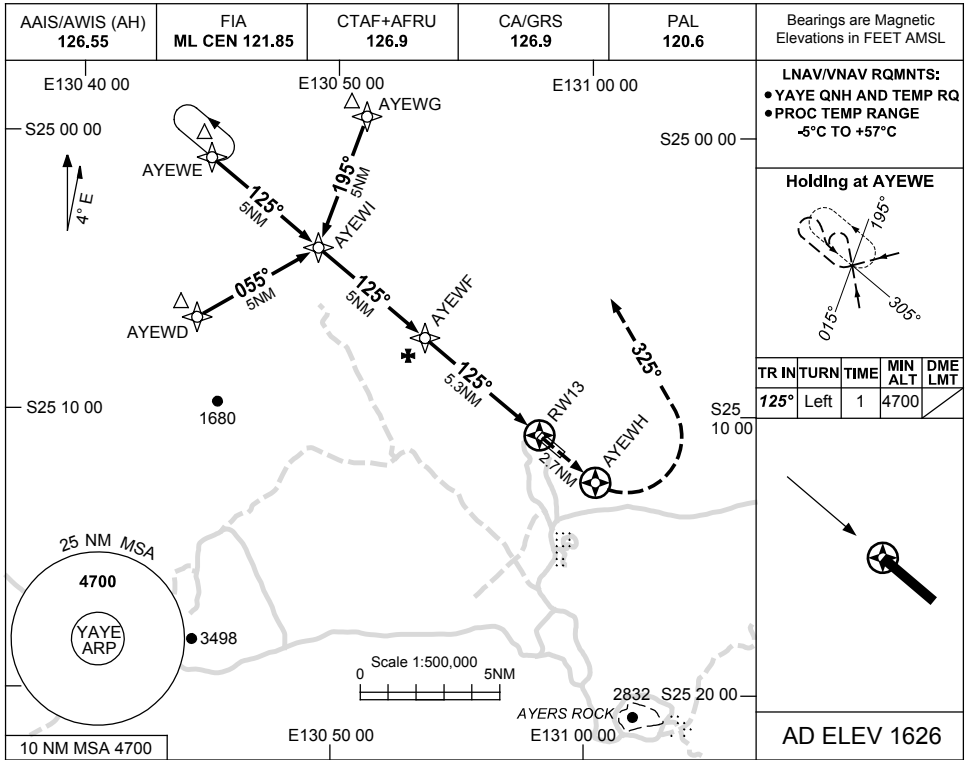 AAIS/AWIS (AH)
126.55
FIA
ML CEN 121.85
CTAF+AFRU
126.9
CA/GRS
126.9
PAL
120.6
Bearings are Magnetic
Elevations in FEET AMSL
E130 40 00
E130 50 00
E131 00 00
S25 00 00
S25 00 00
AYEWG
AYEWE
4° E
195°
5NM
125°
5NM
AYEWI
055°
5NM
AYEWD
125°
5NM
AYEWF
125°
5.3NM
325°
RW13
AYEWH
2.7NM
S25 10 00
S25
10 00
1680
25 NM MSA
4700
YAYE
ARP
3498
Scale 1:500,000
0
5NM
2832
S25 20 00
AYERS ROCK
10 NM MSA 4700
E130 50 00
E131 00 00
LNAV/VNAV RQMNTS:
● YAYE QNH AND TEMP RQ
● PROC TEMP RANGE
-5°C TO +57°C
Holding at AYEWE
195°
015°
305°
TR IN TURN TIME MIN ALT DME LMT
125° Left 1 4700
AD ELEV 1626